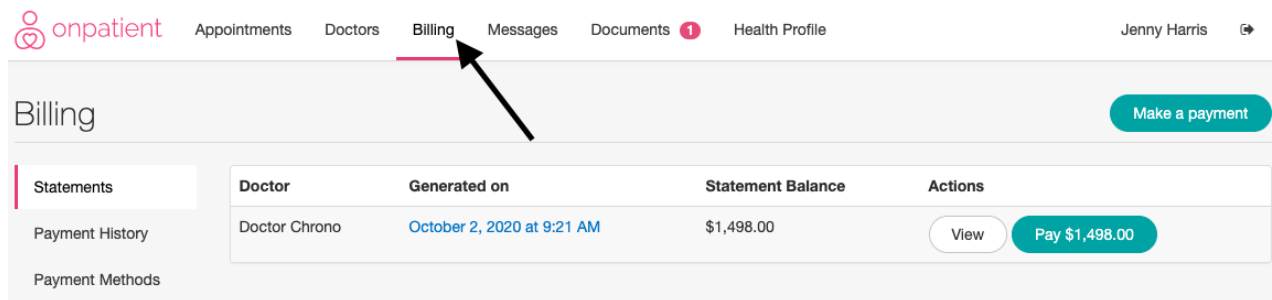 onpatient Appointments Doctors Billing Messages Documents 1 Health Profile Jenny Harris
Billing Make a payment
Statements Doctor Generated on Statement Balance Actions
Doctor Chrono October 2, 2020 at 9:21 AM $1,498.00 View Pay $1,498.00
Payment History
Payment Methods